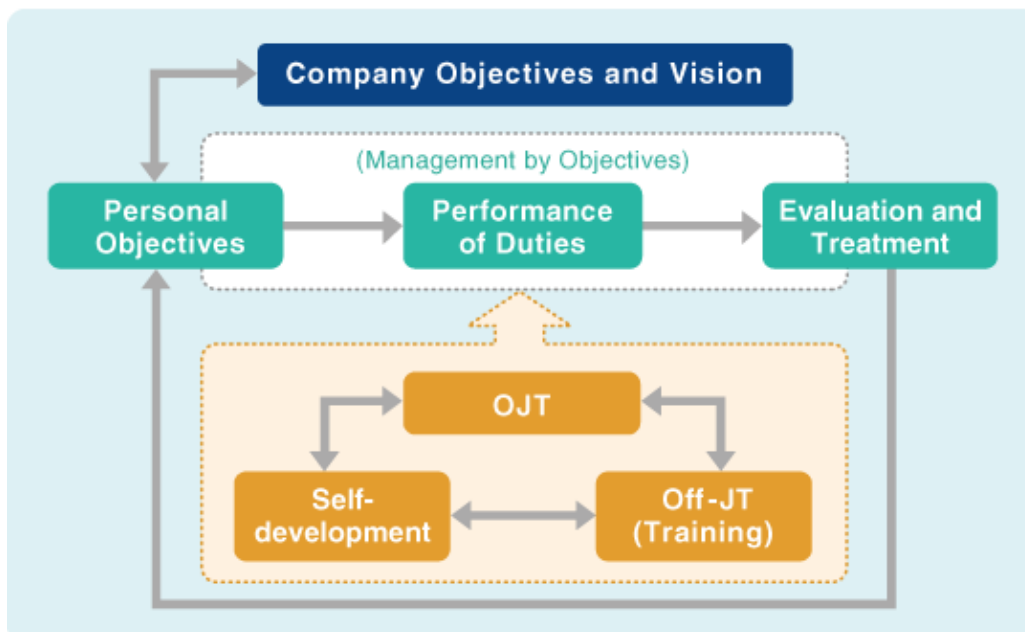 Company Objectives and Vision
(Management by Objectives)
Personal
Objectives
Performance
of Duties
Evaluation and
Treatment
OJT
Self-
development
Off-JT
(Training)